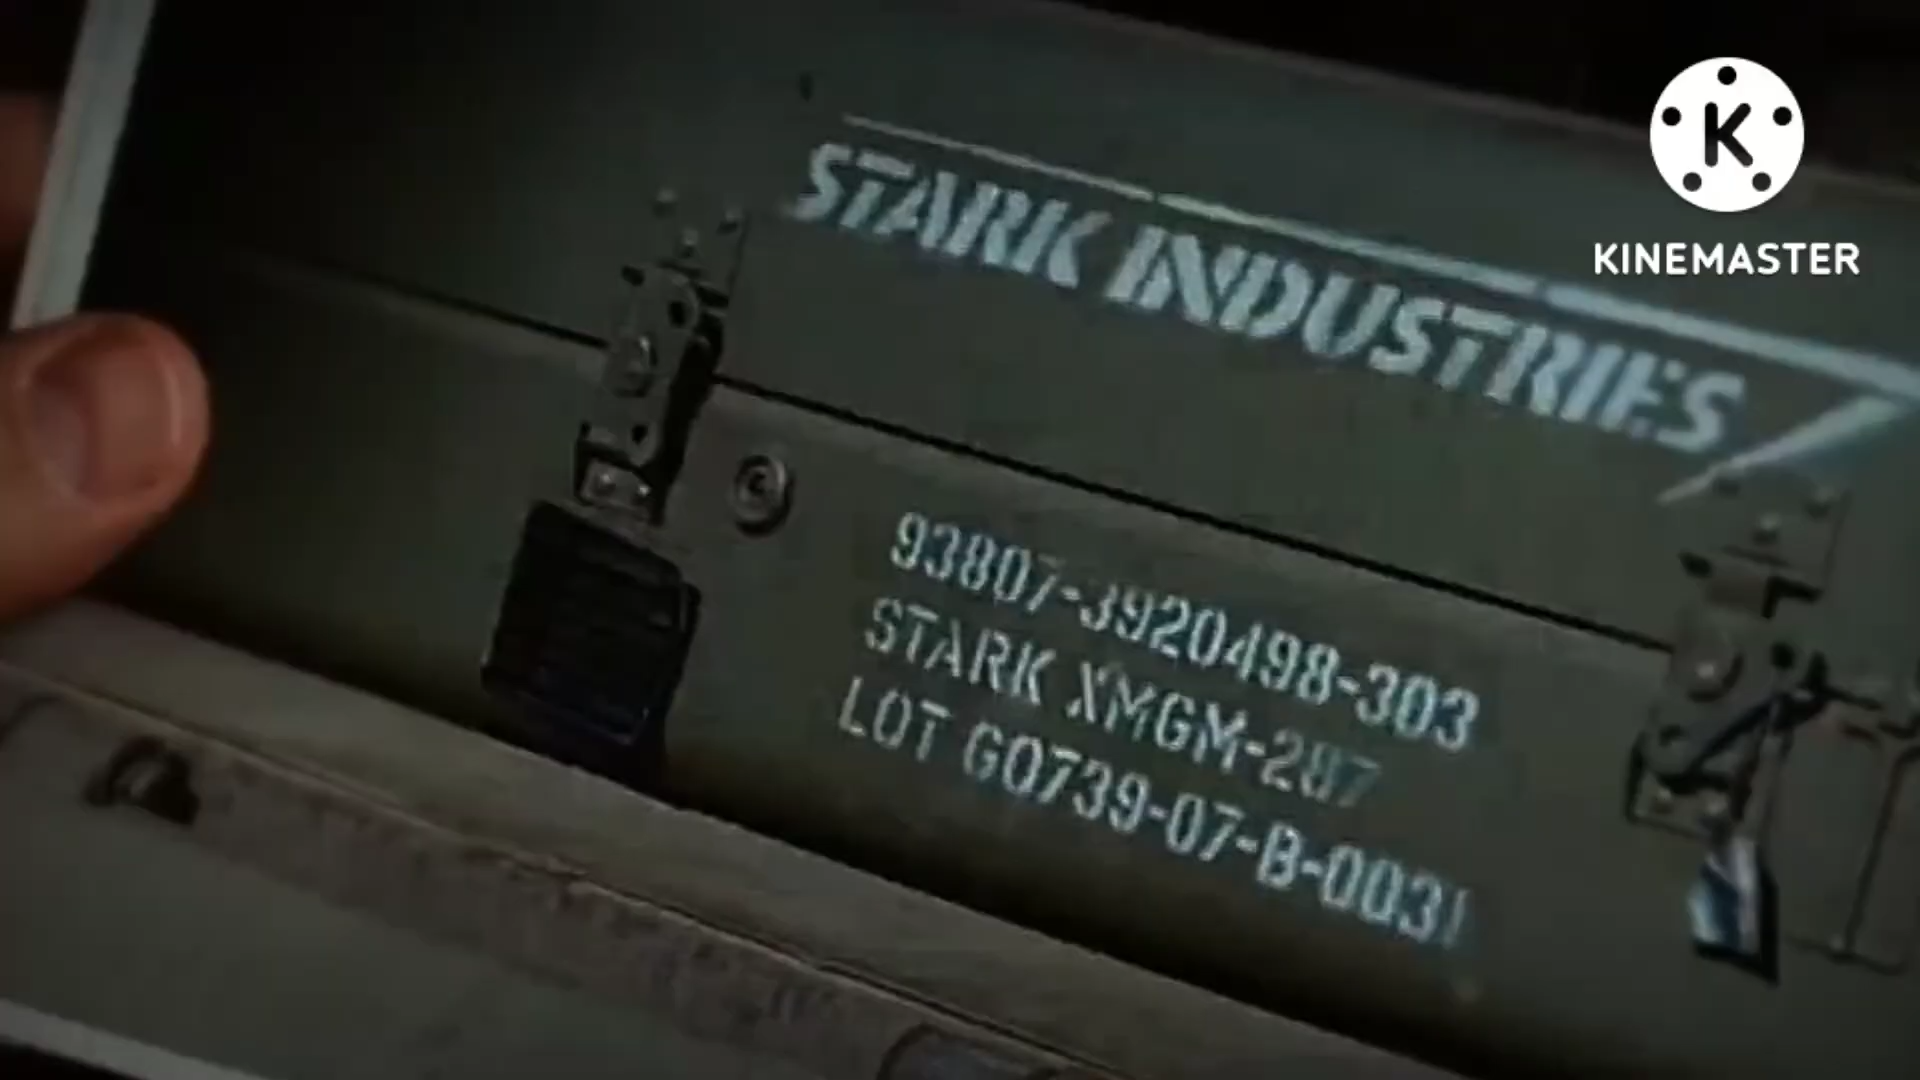 STARK INDUSTRIES
K
KINEMASTER
93807-3920498-303
STARK XMGM-287
LOT G0739-07-B-0031